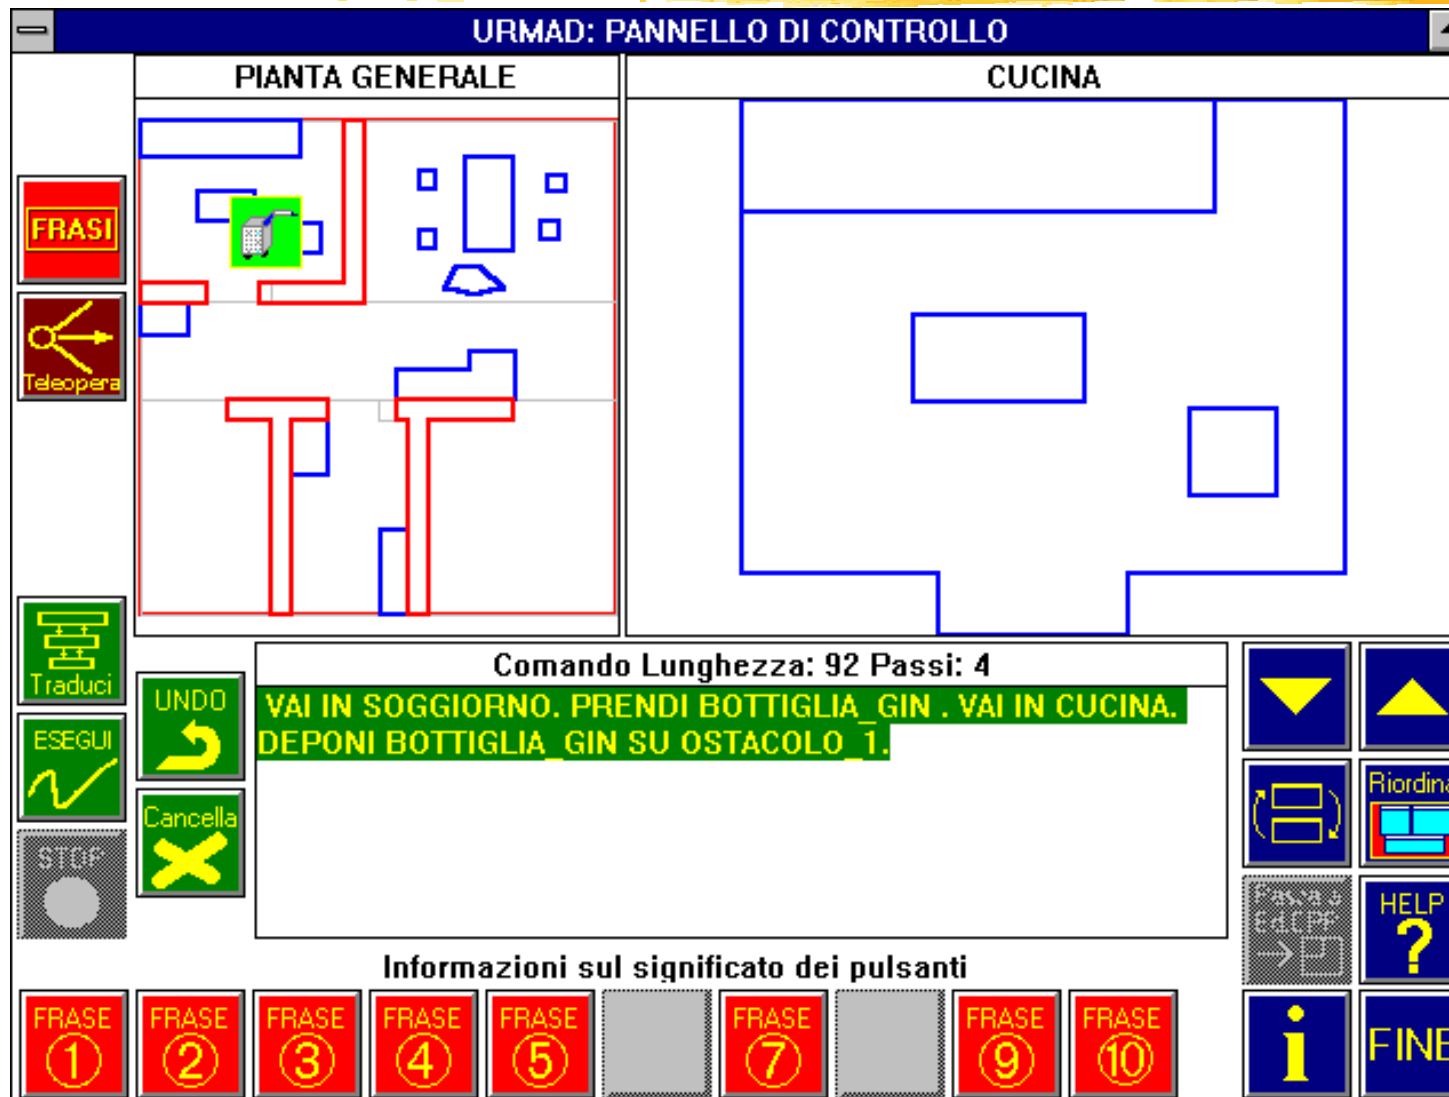 URMAD: PANNELLO DI CONTROLLO
PIANTA GENERALE
CUCINA
FRASI
Teleopera
Traduci
ESEGUI
STOP
UNDO
Cancella
Comando Lunghezza: 92 Passi: 4
VAI IN SOGGIORNO. PRENDI BOTTIGLIA_GIN . VAI IN CUCINA.
DEPONI BOTTIGLIA_GIN SU OSTACOLO_1.
Riordina
Passa a
EdCPF
HELP
?
Informazioni sul significato dei pulsanti
FRASE 1
FRASE 2
FRASE 3
FRASE 4
FRASE 5
FRASE 7
FRASE 9
FRASE 10
i
FINE